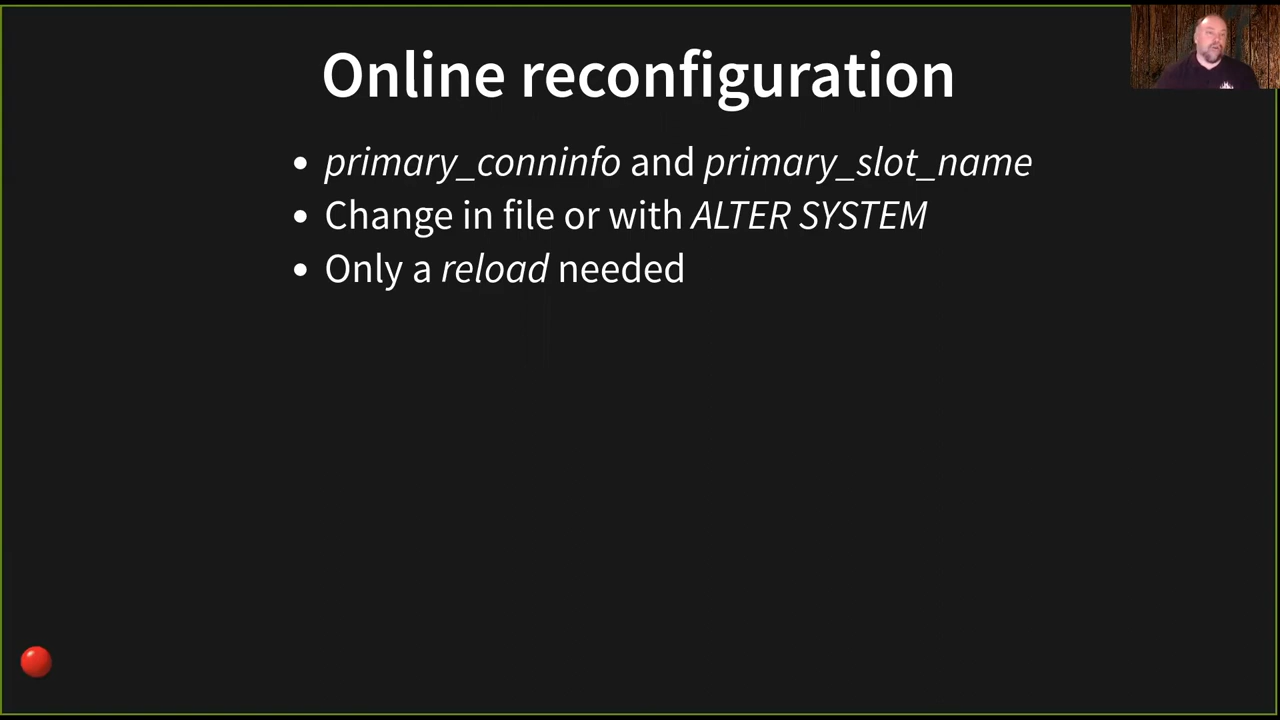 Online reconfiguration
• primary_conninfo and primary_slot_name
• Change in file or with ALTER SYSTEM
• Only a reload needed